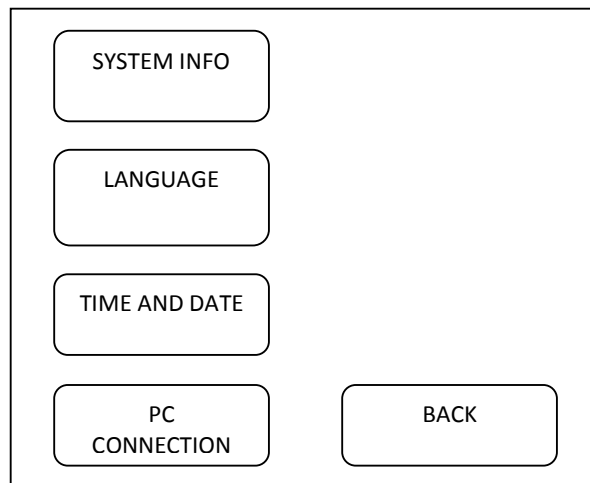 SYSTEM INFO
LANGUAGE
TIME AND DATE
PC
CONNECTION
BACK